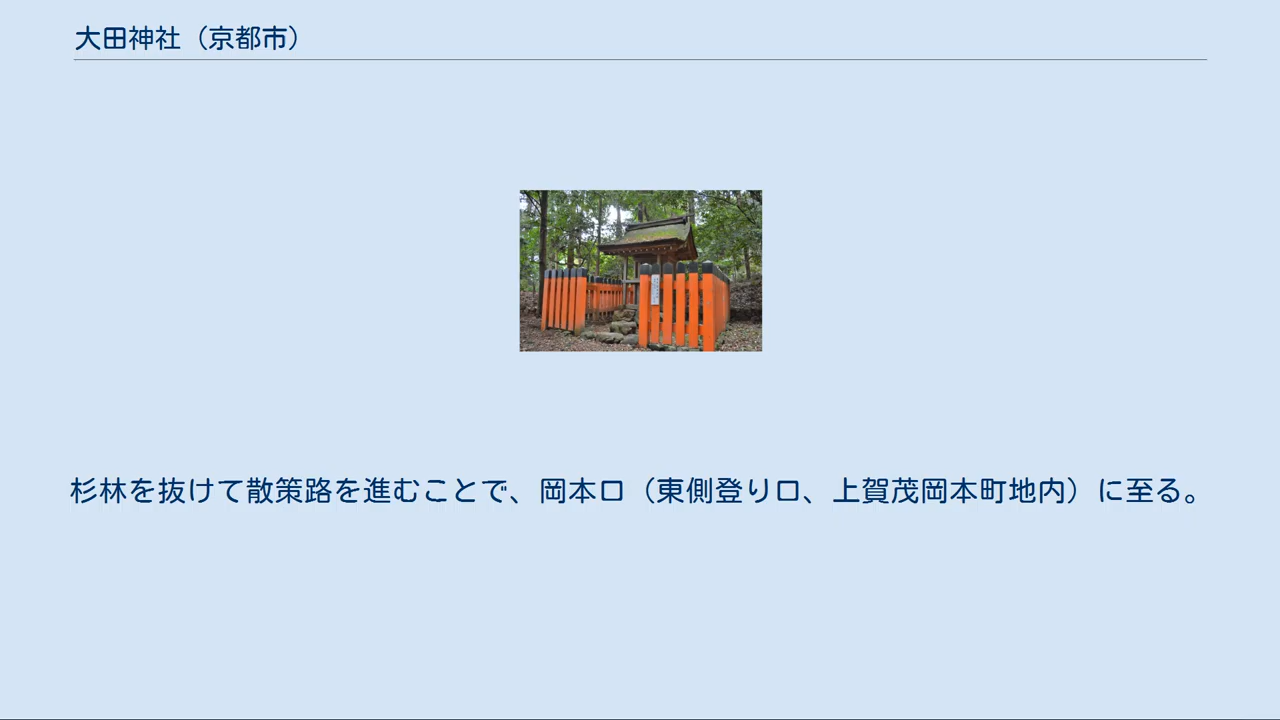 大田神社（京都市）
杉林を抜けて散策路を進むことで、岡本口（東側登り口、上賀茂岡本町地内）に至る。